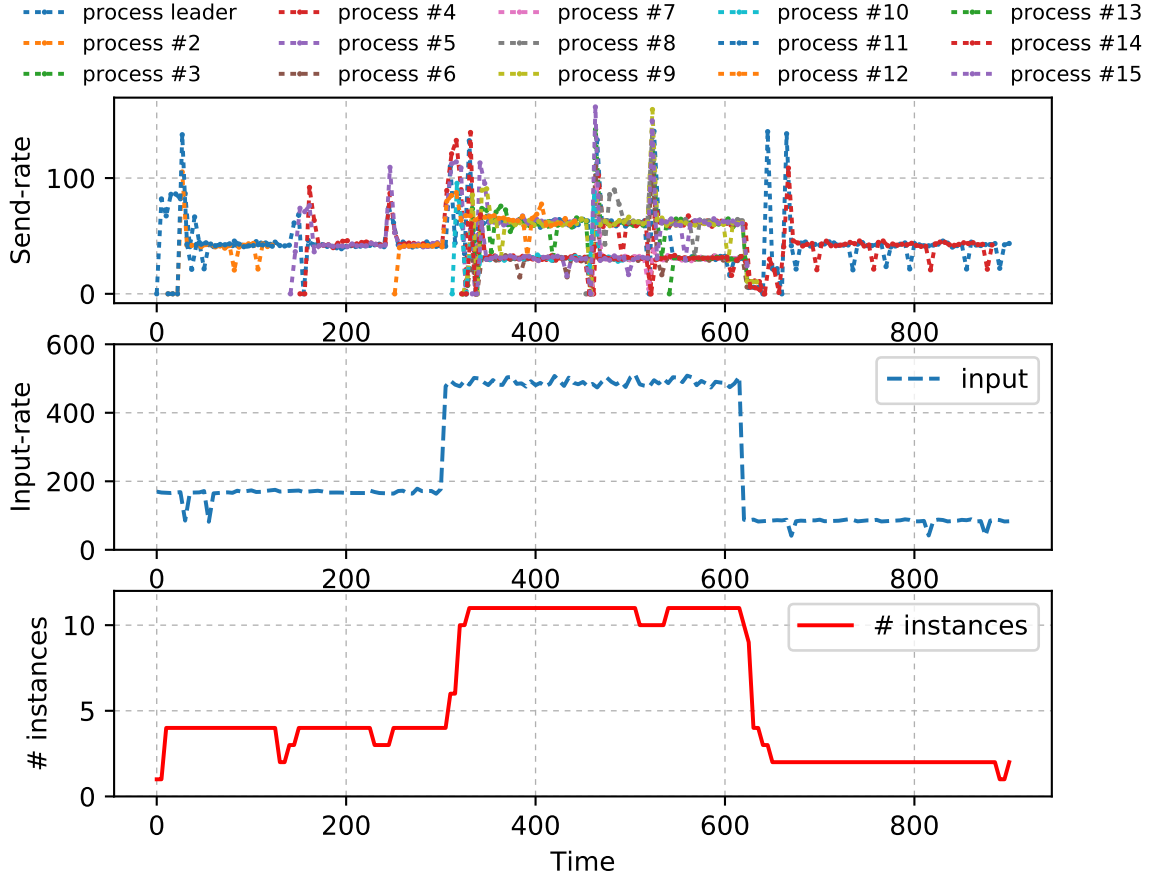 process leader process #4 process #7 process #10 process #13
process #2 process #5 process #8 process #11 process #14
process #3 process #6 process #9 process #12 process #15
Send-rate
100
0
0 200 400 600 800
Input-rate
600
400
200
0
input
0 200 400 600 800
# instances
10
5
0
# instances
0 200 400 600 800
Time